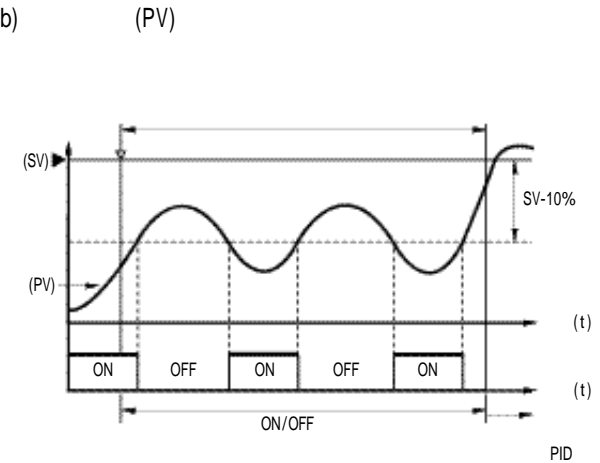 b) (PV)
(SV)
SV-10%
(PV)
(t)
ON OFF ON OFF ON
(t)
ON/OFF
PID